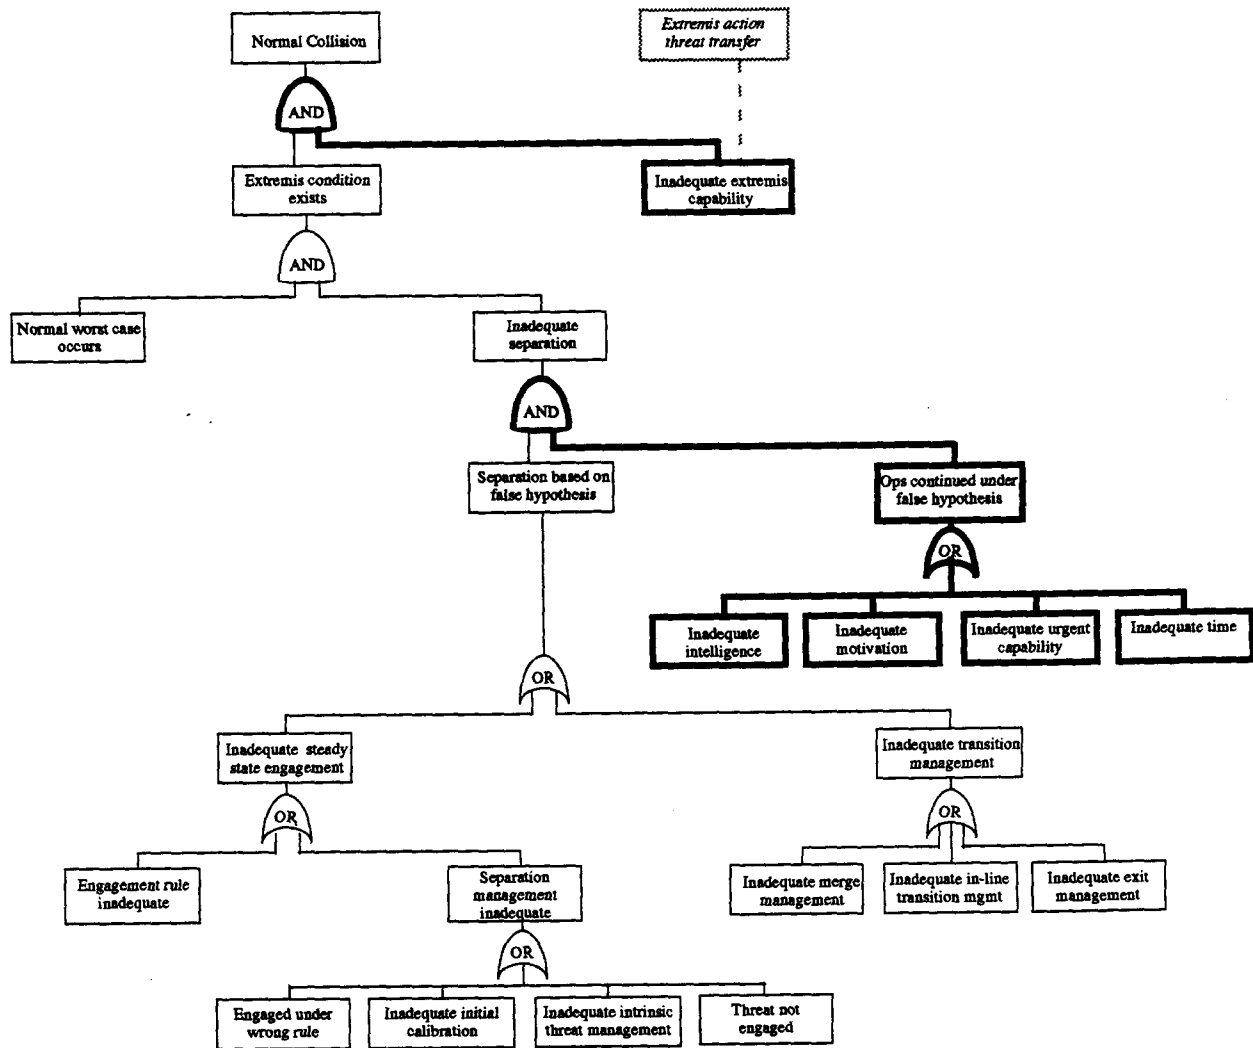 Normal Collision
Extremis action
threat transfer
AND
Extremis condition
exists
Inadequate extremis
capability
AND
Normal worst case
occurs
Inadequate
separation
AND
Separation based on
false hypothesis
Ops continued under
false hypothesis
OR
Inadequate
intelligence
Inadequate
motivation
Inadequate urgent
capability
Inadequate time
OR
Inadequate steady
state engagement
Inadequate transition
management
OR
OR
Engagement rule
inadequate
Separation
management
inadequate
Inadequate merge
management
Inadequate in-line
transition mgmt
Inadequate exit
management
OR
Engaged under
wrong rule
Inadequate initial
calibration
Inadequate intrinsic
threat management
Threat not
engaged